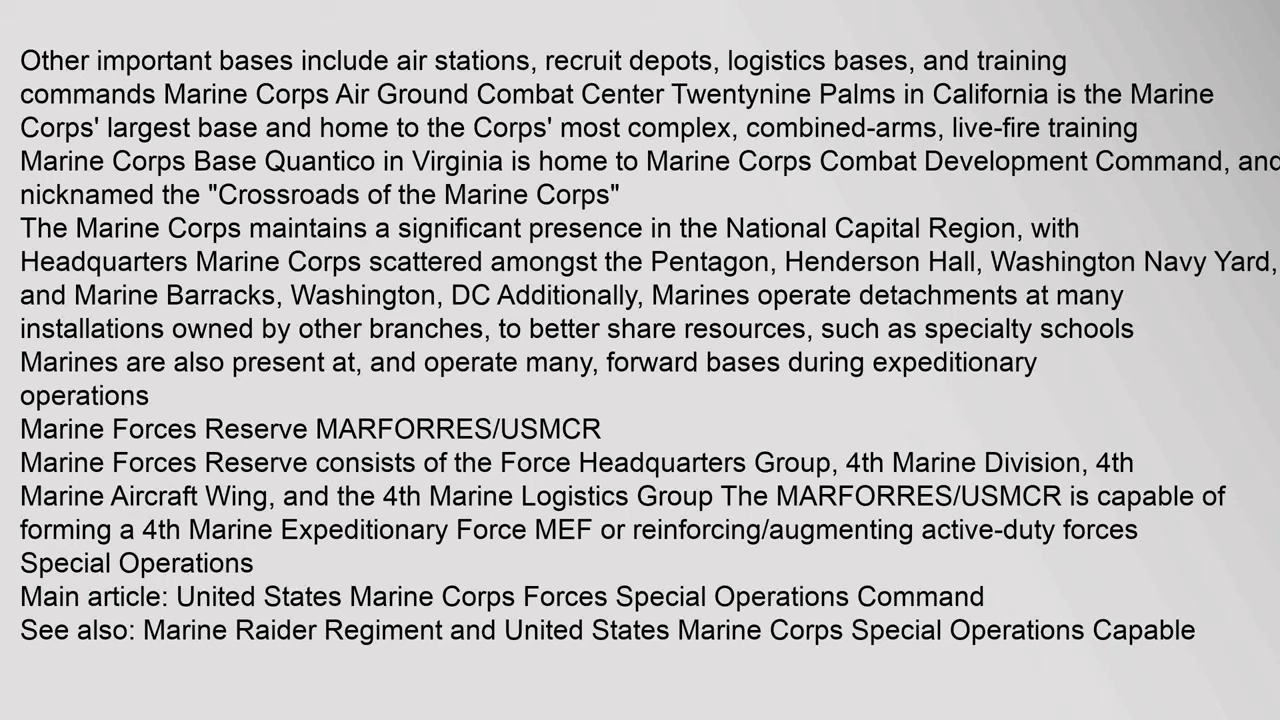 Other important bases include air stations, recruit depots, logistics bases, and training
commands Marine Corps Air Ground Combat Center Twentynine Palms in California is the Marine
Corps' largest base and home to the Corps' most complex, combined-arms, live-fire training
Marine Corps Base Quantico in Virginia is home to Marine Corps Combat Development Command, and
nicknamed the "Crossroads of the Marine Corps"
The Marine Corps maintains a significant presence in the National Capital Region, with
Headquarters Marine Corps scattered amongst the Pentagon, Henderson Hall, Washington Navy Yard,
and Marine Barracks, Washington, DC Additionally, Marines operate detachments at many
installations owned by other branches, to better share resources, such as specialty schools
Marines are also present at, and operate many, forward bases during expeditionary
operations
Marine Forces Reserve MARFORRES/USMCR
Marine Forces Reserve consists of the Force Headquarters Group, 4th Marine Division, 4th
Marine Aircraft Wing, and the 4th Marine Logistics Group The MARFORRES/USMCR is capable of
forming a 4th Marine Expeditionary Force MEF or reinforcing/augmenting active-duty forces
Special Operations
Main article: United States Marine Corps Forces Special Operations Command
See also: Marine Raider Regiment and United States Marine Corps Special Operations Capable